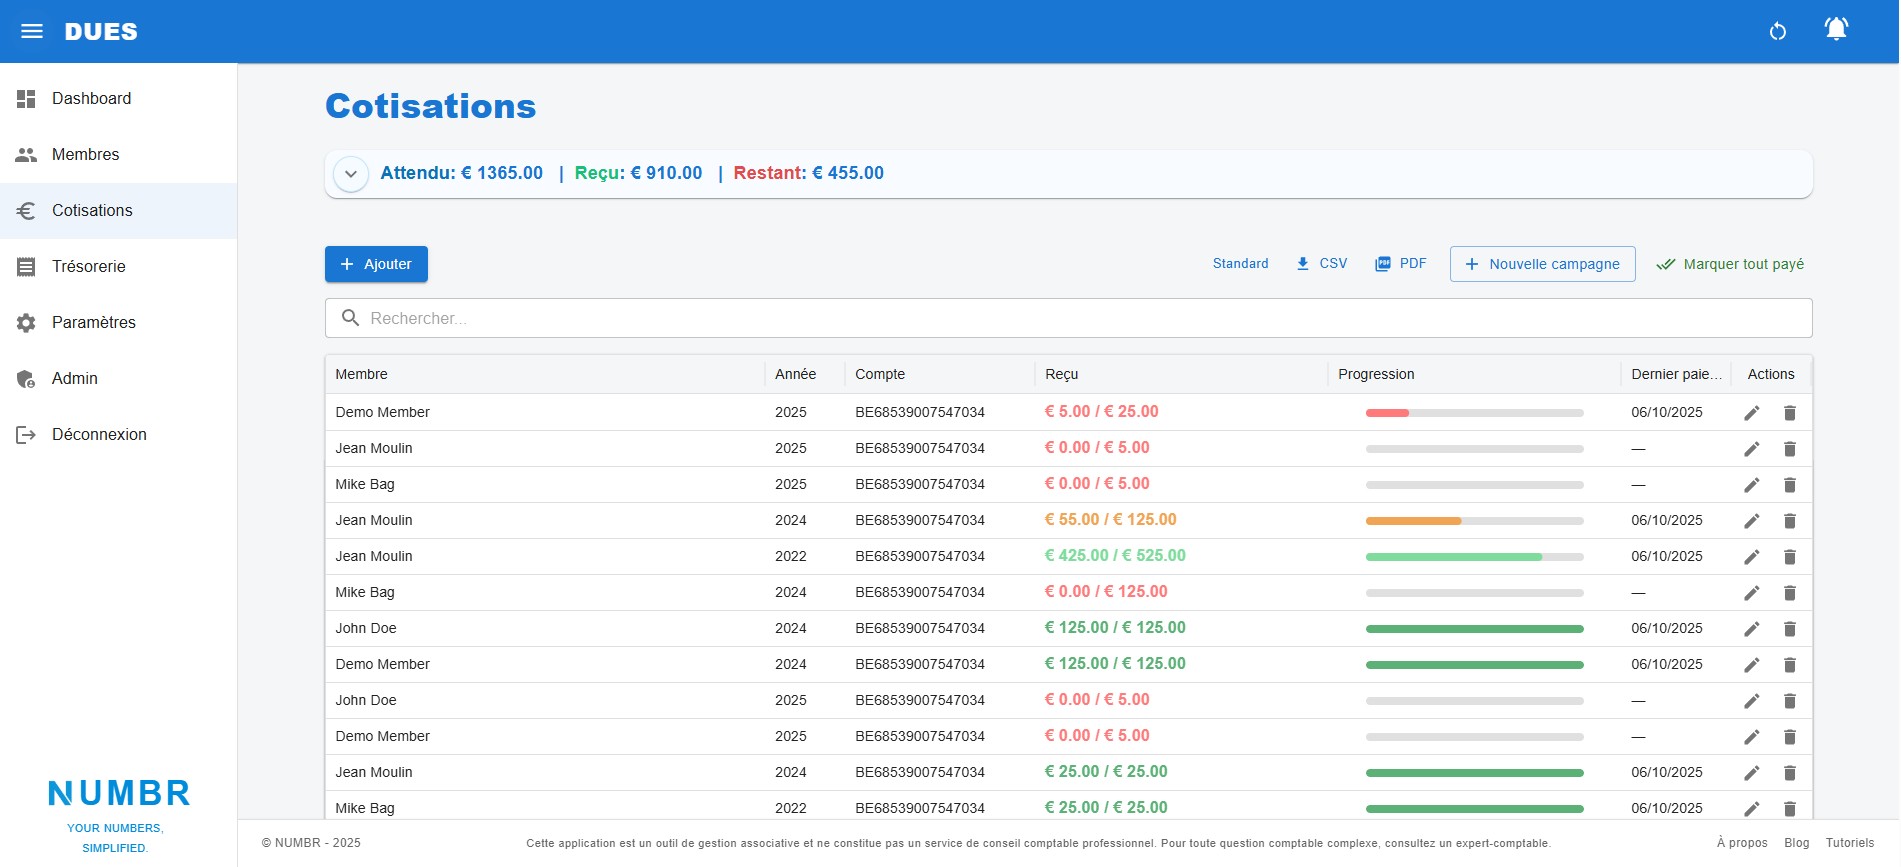 DUES
Dashboard
Membres
Cotisations
Trésorerie
Paramètres
Admin
Déconnexion
NUMBR
YOUR NUMBERS,
SIMPLIFIED.
Cotisations
Attendu: € 1365.00 | Reçu: € 910.00 | Restant: € 455.00
Ajouter
Standard CSV PDF Nouvelle campagne Marquer tout payé
Rechercher...
Membre Année Compte Reçu Progression Dernier paie... Actions
Demo Member 2025 BE68539007547034 € 5.00 / € 25.00 06/10/2025
Jean Moulin 2025 BE68539007547034 € 0.00 / € 5.00 —
Mike Bag 2025 BE68539007547034 € 0.00 / € 5.00 —
Jean Moulin 2024 BE68539007547034 € 55.00 / € 125.00 06/10/2025
Jean Moulin 2022 BE68539007547034 € 425.00 / € 525.00 06/10/2025
Mike Bag 2024 BE68539007547034 € 0.00 / € 125.00 —
John Doe 2024 BE68539007547034 € 125.00 / € 125.00 06/10/2025
Demo Member 2024 BE68539007547034 € 125.00 / € 125.00 06/10/2025
John Doe 2025 BE68539007547034 € 0.00 / € 5.00 —
Demo Member 2025 BE68539007547034 € 0.00 / € 5.00 —
Jean Moulin 2024 BE68539007547034 € 25.00 / € 25.00 06/10/2025
Mike Bag 2022 BE68539007547034 € 25.00 / € 25.00 06/10/2025
© NUMBR - 2025
Cette application est un outil de gestion associative et ne constitue pas un service de conseil comptable professionnel. Pour toute question comptable complexe, consultez un expert-comptable.
À propos Blog Tutoriels